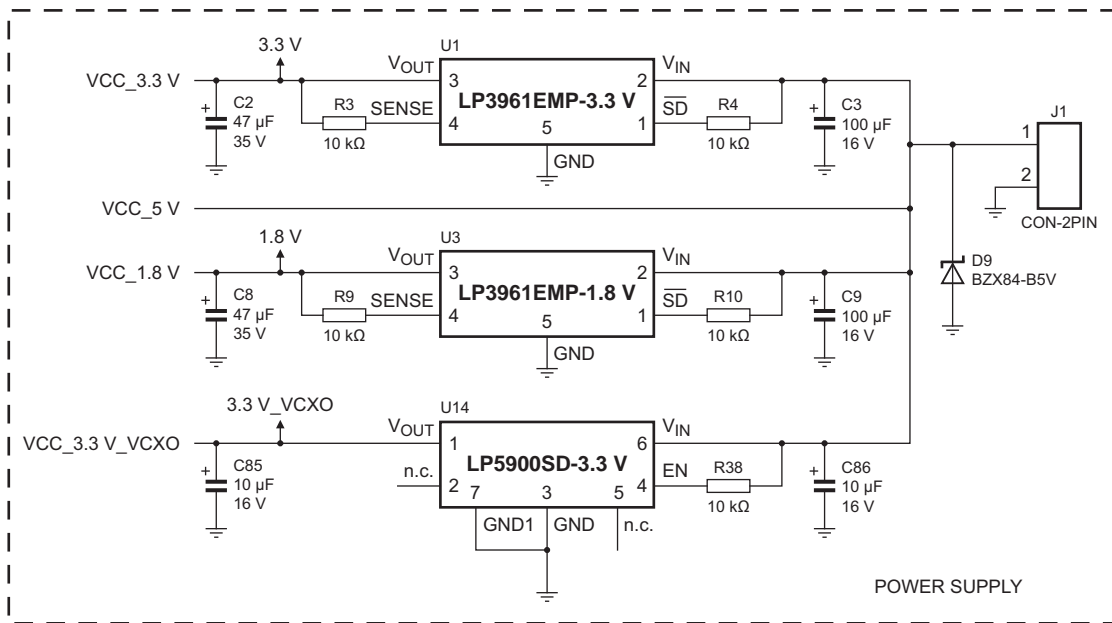 3.3 V
VCC_3.3 V
+
C2
47 µF
35 V
R3
10 kΩ
VOUT
SENSE
U1
3
2
LP3961EMP-3.3 V
4
5
1
GND
VIN
SD
R4
10 kΩ
+
C3
100 µF
16 V
J1
1
2
CON-2PIN
VCC_5 V
1.8 V
VCC_1.8 V
+
C8
47 µF
35 V
R9
10 kΩ
VOUT
SENSE
U3
3
2
LP3961EMP-1.8 V
4
5
1
GND
VIN
SD
R10
10 kΩ
+
C9
100 µF
16 V
D9
BZX84-B5V
3.3 V_VCXO
VCC_3.3 V_VCXO
+
C85
10 µF
16 V
VOUT
n.c.
U14
1
6
LP5900SD-3.3 V
2
7
3
5
4
GND1
GND
n.c.
VIN
EN
R38
10 kΩ
+
C86
10 µF
16 V
POWER SUPPLY